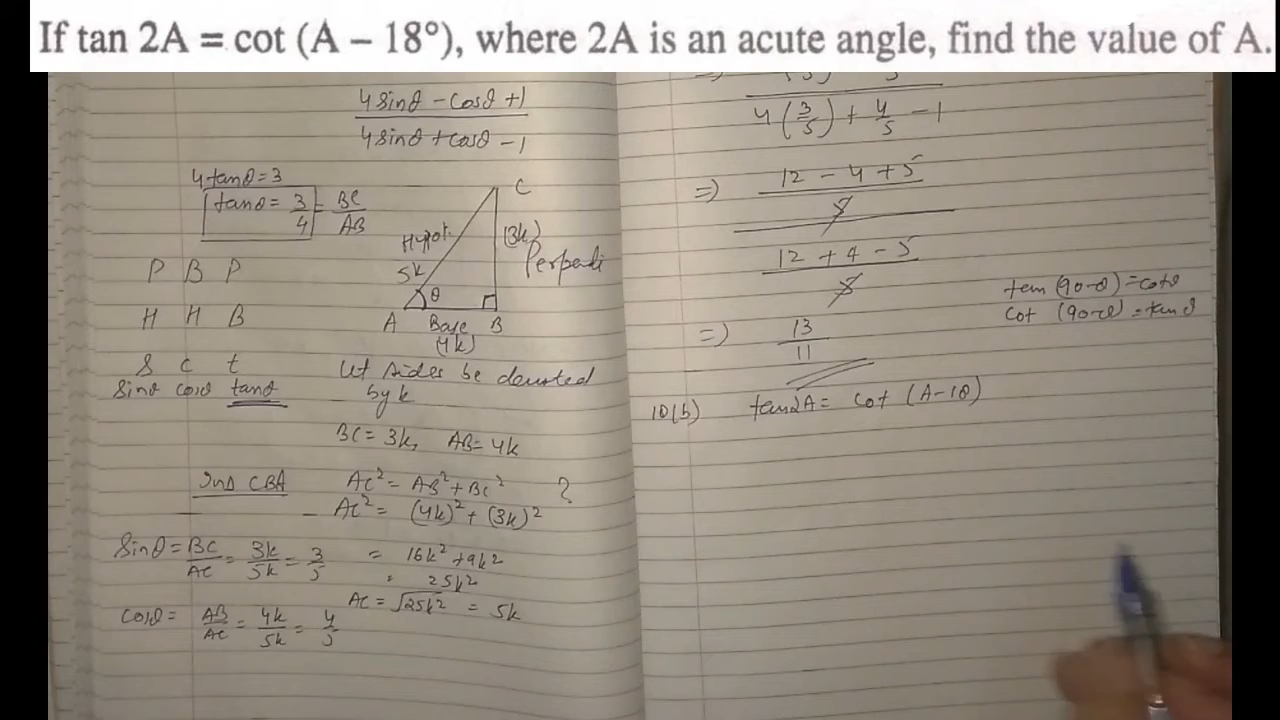 If tan 2A = cot (A – 18°), where 2A is an acute angle, find the value of A.
4 sinθ - cosθ + 1
4 sinθ + cosθ - 1
4 tanθ = 3
tanθ = 3/4 = BC/AB
C
Hypot.
5k
(3k)
Perpendi
θ
A Base B
(4k)
P B P
H H B
S C t
Sinθ cosθ tanθ
Let sides be denoted
by k
BC = 3k, AB = 4k
In Δ CBA
AC² = AB² + BC² ?
AC² = (4k)² + (3k)²
= 16k² + 9k²
= 25k²
AC = √25k² = 5k
Sinθ = BC/AC = 3k/5k = 3/5
Cosθ = AB/AC = 4k/5k = 4/5
4 (3/5) + 4/5 - 1
=) 12 - 4 + 5
5
12 + 4 - 5
5
=) 13/11
tan (90-θ) = cotθ
cot (90-θ) = tanθ
10(b) tan2A = cot (A-18)